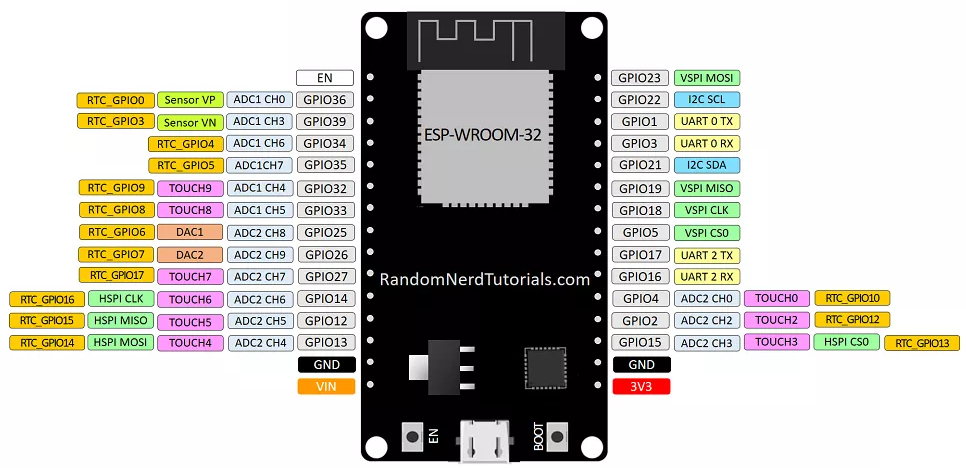 EN GPIO23 VSPI MOSI
RTC_GPIO0 Sensor VP ADC1 CH0 GPIO36 GPIO22 I2C SCL
RTC_GPIO3 Sensor VN ADC1 CH3 GPIO39 GPIO1 UART 0 TX
ESP-WROOM-32
RTC_GPIO4 ADC1 CH6 GPIO34 GPIO3 UART 0 RX
RTC_GPIO5 ADC1CH7 GPIO35 GPIO21 I2C SDA
RTC_GPIO9 TOUCH9 ADC1 CH4 GPIO32 GPIO19 VSPI MISO
RTC_GPIO8 TOUCH8 ADC1 CH5 GPIO33 GPIO18 VSPI CLK
RTC_GPIO6 DAC1 ADC2 CH8 GPIO25 GPIO5 VSPI CS0
RTC_GPIO7 DAC2 ADC2 CH9 GPIO26 GPIO17 UART 2 TX
RTC_GPIO17 TOUCH7 ADC2 CH7 GPIO27 RandomNerdTutorials.com GPIO16 UART 2 RX
RTC_GPIO16 HSPI CLK TOUCH6 ADC2 CH6 GPIO14 GPIO4 ADC2 CH0 TOUCH0 RTC_GPIO10
RTC_GPIO15 HSPI MISO TOUCH5 ADC2 CH5 GPIO12 GPIO2 ADC2 CH2 TOUCH2 RTC_GPIO12
RTC_GPIO14 HSPI MOSI TOUCH4 ADC2 CH4 GPIO13 GPIO15 ADC2 CH3 TOUCH3 HSPI CS0 RTC_GPIO13
GND GND
VIN 3V3
EN BOOT